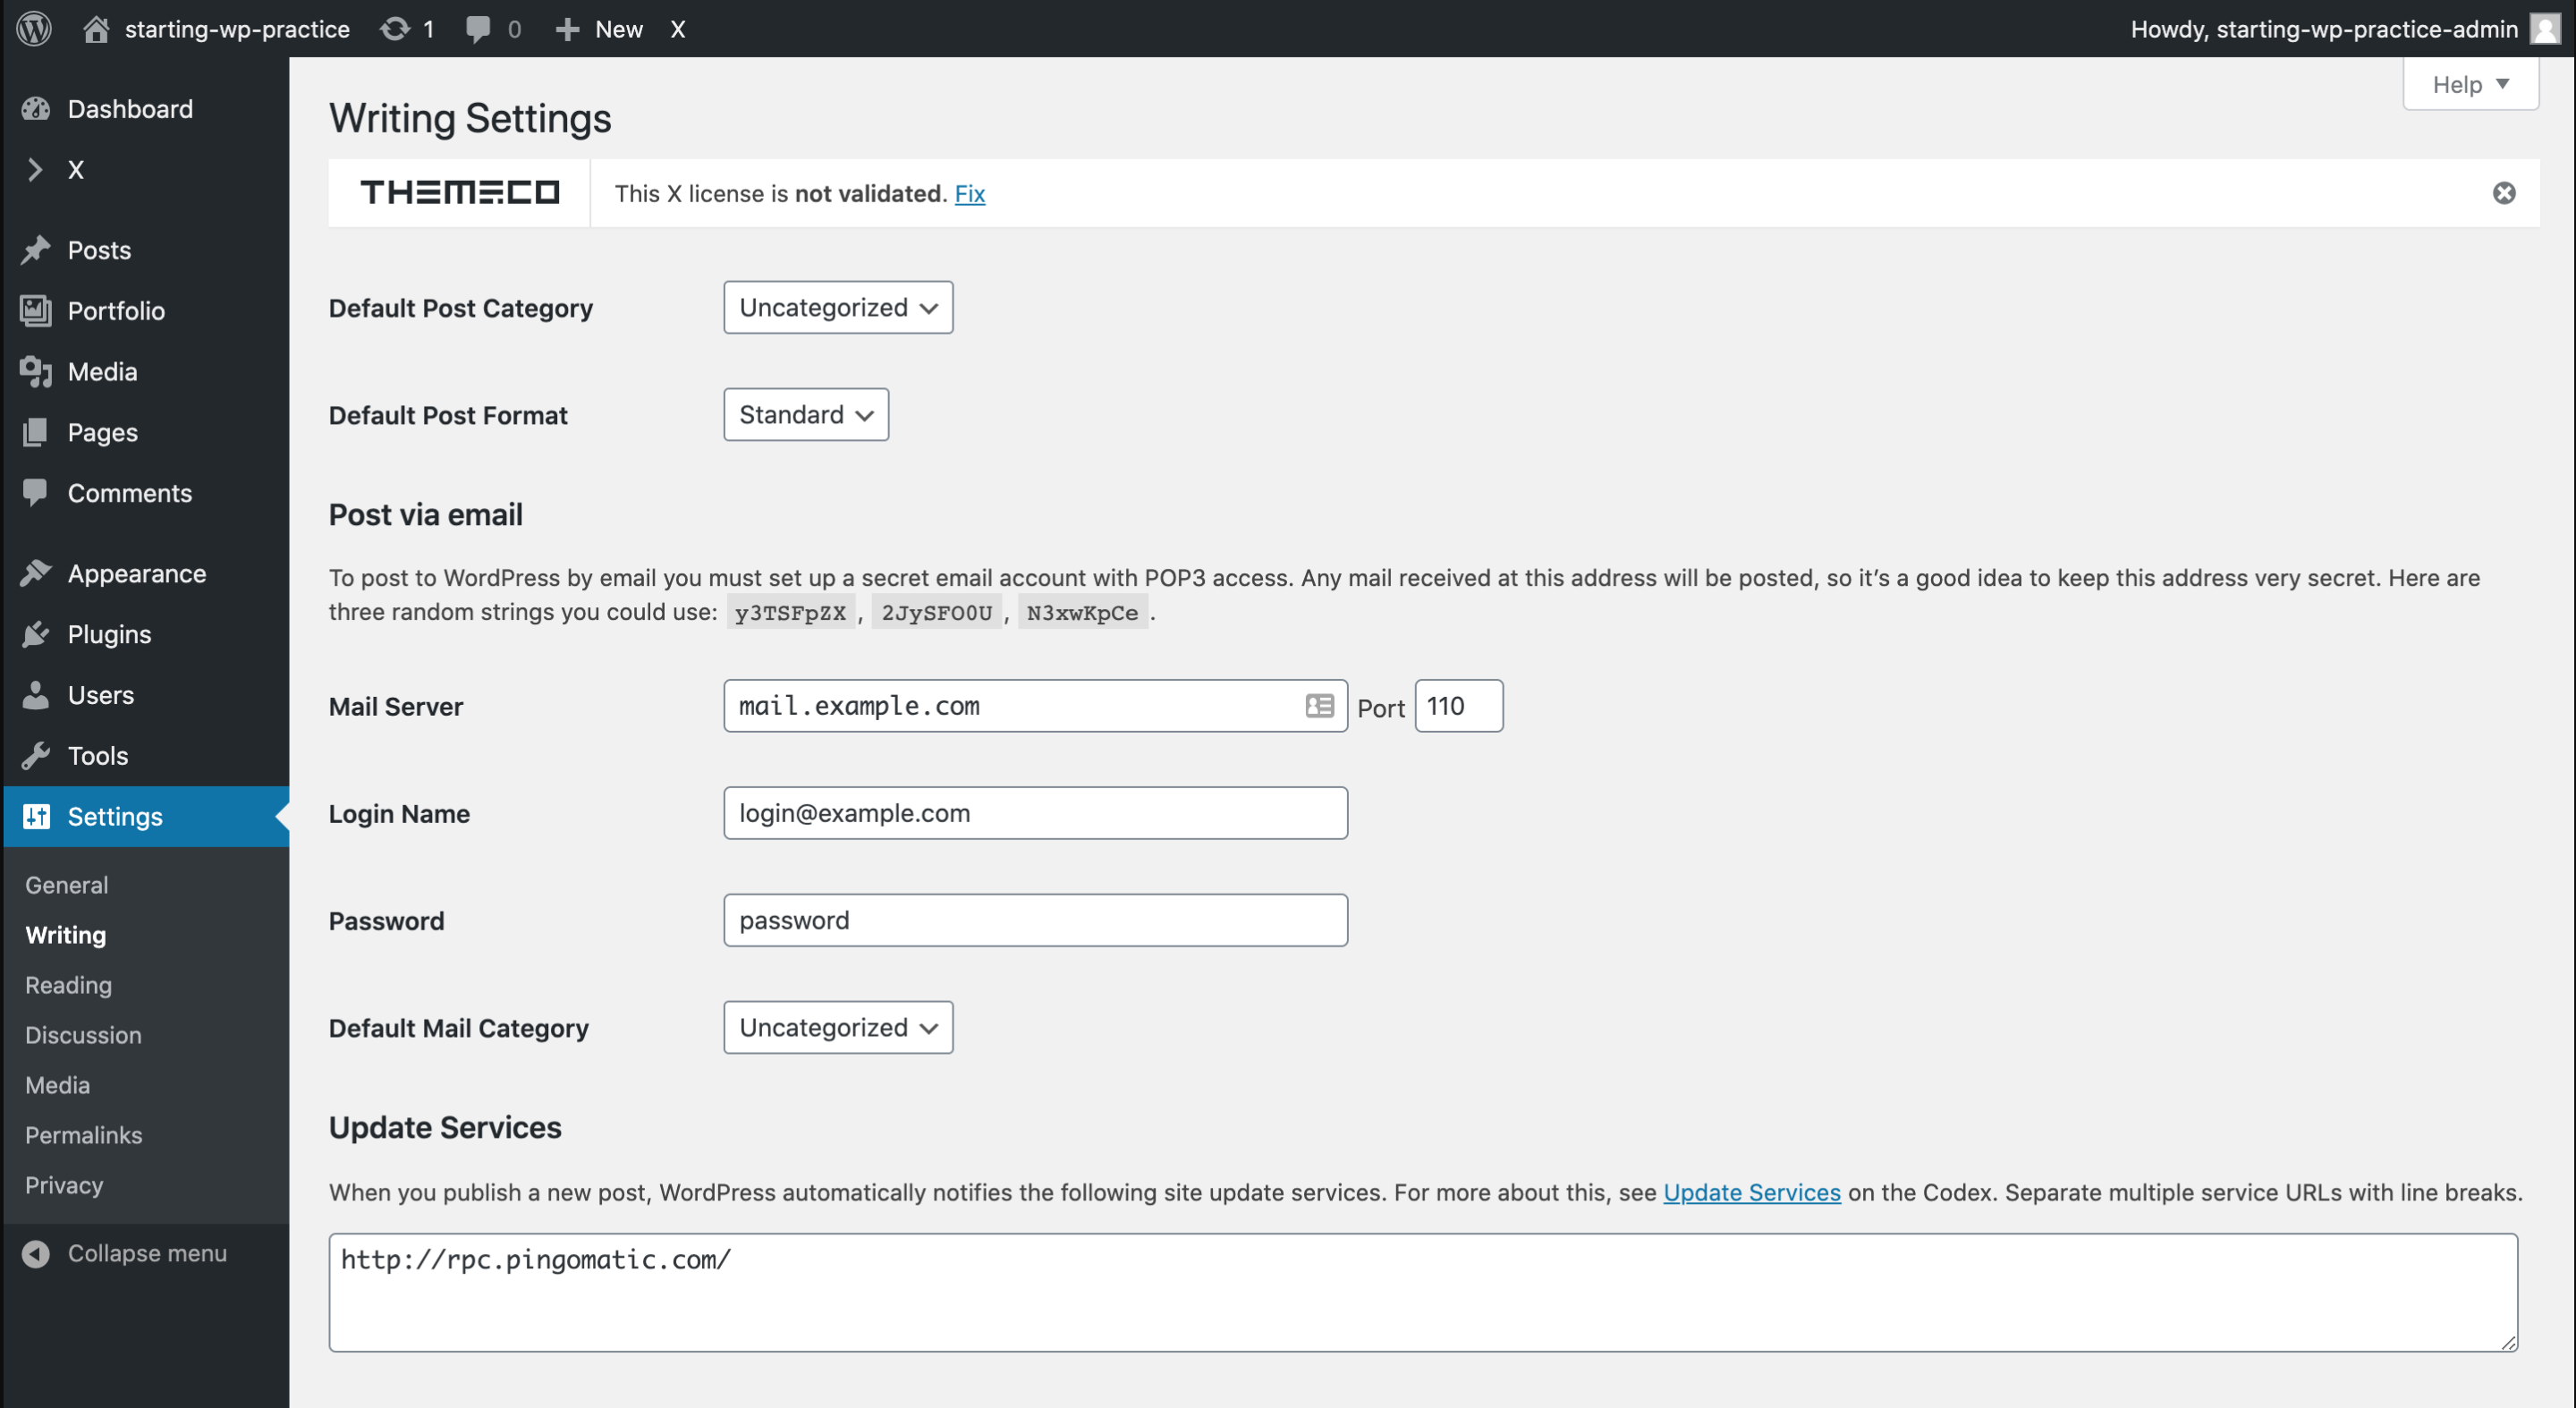 starting-wp-practice 1 0 New X Howdy, starting-wp-practice-admin
Dashboard
X
Posts
Portfolio
Media
Pages
Comments
Appearance
Plugins
Users
Tools
Settings
General
Writing
Reading
Discussion
Media
Permalinks
Privacy
Collapse menu
Help
Writing Settings
THEMECO This X license is not validated. Fix
Default Post Category Uncategorized
Default Post Format Standard
Post via email
To post to WordPress by email you must set up a secret email account with POP3 access. Any mail received at this address will be posted, so it’s a good idea to keep this address very secret. Here are
three random strings you could use: y3TSFpZX , 2JySFO0U , N3xwKpCe .
Mail Server mail.example.com Port 110
Login Name login@example.com
Password password
Default Mail Category Uncategorized
Update Services
When you publish a new post, WordPress automatically notifies the following site update services. For more about this, see Update Services on the Codex. Separate multiple service URLs with line breaks.
http://rpc.pingomatic.com/